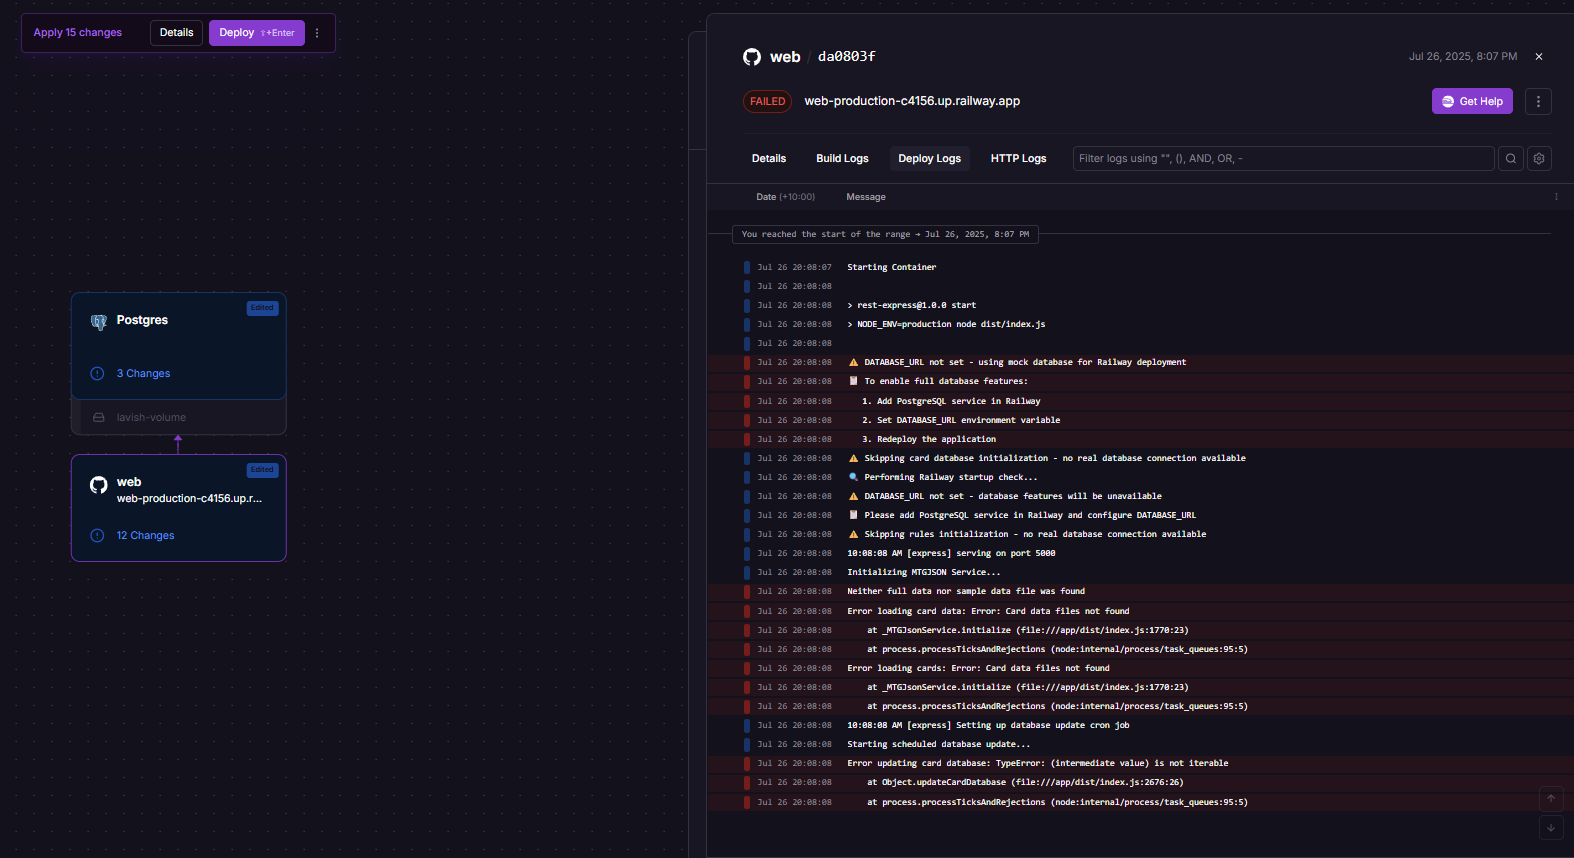 Apply 15 changes
Details
Deploy ⇧+Enter
Postgres
Edited
3 Changes
lavish-volume
web
Edited
web-production-c4156.up.r...
12 Changes
web / da0803f
Jul 26, 2025, 8:07 PM
FAILED
web-production-c4156.up.railway.app
Get Help
Details
Build Logs
Deploy Logs
HTTP Logs
Filter logs using "", (), AND, OR, -
Date (+10:00) Message
You reached the start of the range → Jul 26, 2025, 8:07 PM
Jul 26 20:08:07 Starting Container
Jul 26 20:08:08
Jul 26 20:08:08 > rest-express@1.0.0 start
Jul 26 20:08:08 > NODE_ENV=production node dist/index.js
Jul 26 20:08:08
Jul 26 20:08:08 ⚠️ DATABASE_URL not set - using mock database for Railway deployment
Jul 26 20:08:08 📋 To enable full database features:
Jul 26 20:08:08 1. Add PostgreSQL service in Railway
Jul 26 20:08:08 2. Set DATABASE_URL environment variable
Jul 26 20:08:08 3. Redeploy the application
Jul 26 20:08:08 ⚠️ Skipping card database initialization - no real database connection available
Jul 26 20:08:08 🔍 Performing Railway startup check...
Jul 26 20:08:08 ⚠️ DATABASE_URL not set - database features will be unavailable
Jul 26 20:08:08 📋 Please add PostgreSQL service in Railway and configure DATABASE_URL
Jul 26 20:08:08 ⚠️ Skipping rules initialization - no real database connection available
Jul 26 20:08:08 10:08:08 AM [express] serving on port 5000
Jul 26 20:08:08 Initializing MTGJSON Service...
Jul 26 20:08:08 Neither full data nor sample data file was found
Jul 26 20:08:08 Error loading card data: Error: Card data files not found
Jul 26 20:08:08 at _MTGJsonService.initialize (file:///app/dist/index.js:1770:23)
Jul 26 20:08:08 at process.processTicksAndRejections (node:internal/process/task_queues:95:5)
Jul 26 20:08:08 Error loading cards: Error: Card data files not found
Jul 26 20:08:08 at _MTGJsonService.initialize (file:///app/dist/index.js:1770:23)
Jul 26 20:08:08 at process.processTicksAndRejections (node:internal/process/task_queues:95:5)
Jul 26 20:08:08 10:08:08 AM [express] Setting up database update cron job
Jul 26 20:08:08 Starting scheduled database update...
Jul 26 20:08:08 Error updating card database: TypeError: (intermediate value) is not iterable
Jul 26 20:08:08 at Object.updateCardDatabase (file:///app/dist/index.js:2676:26)
Jul 26 20:08:08 at process.processTicksAndRejections (node:internal/process/task_queues:95:5)